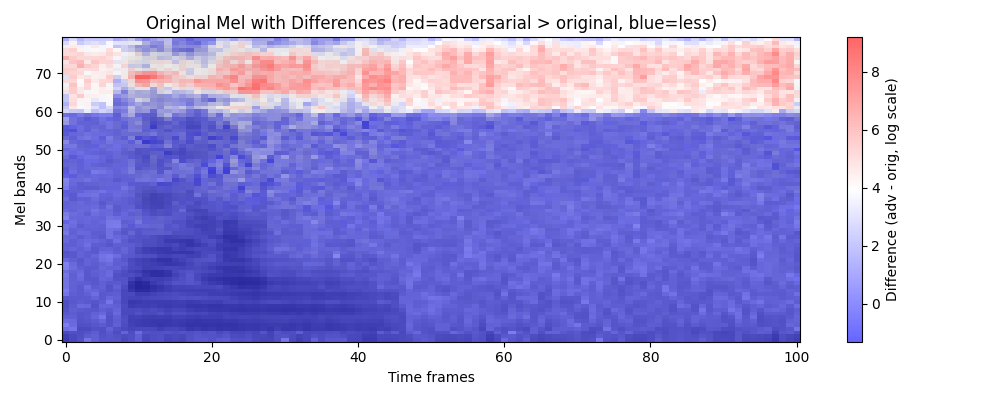 Original Mel with Differences (red=adversarial > original, blue=less)
Mel bands
70
60
50
40
30
20
10
0
0 20 40 60 80 100
Time frames
8
6
4
2
0
Difference (adv - orig, log scale)